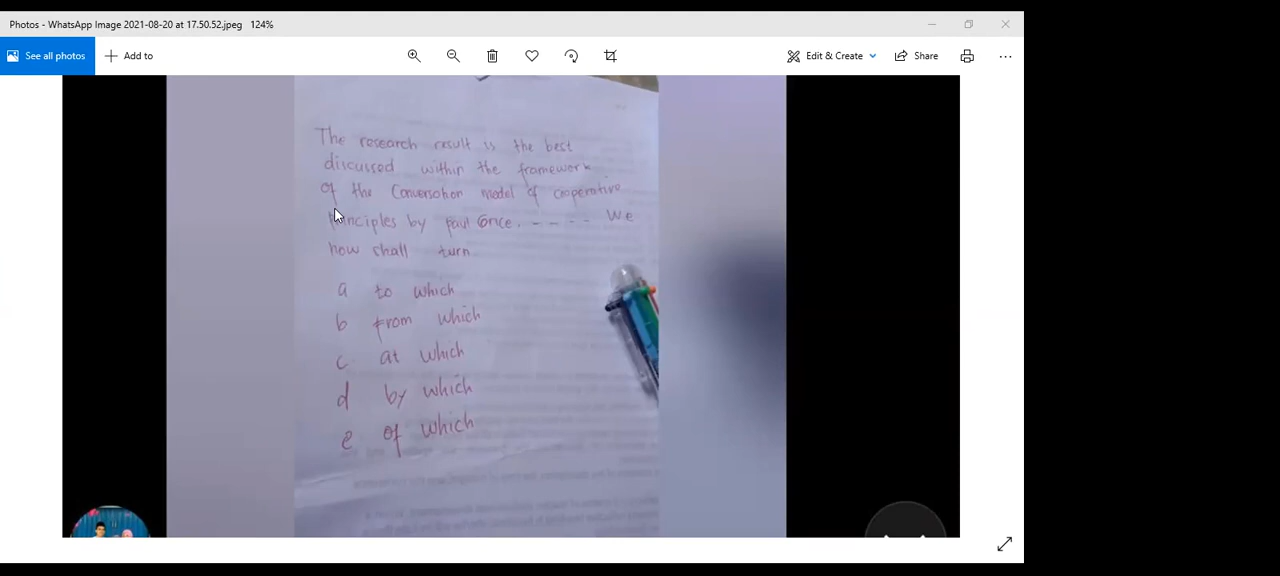 Photos - WhatsApp Image 2021-08-20 at 17.50.52.jpeg 124%
See all photos
Add to
Edit & Create
Share
The research result is the best
discussed within the framework
of the Conversation model of cooperative
principles by paul Grice. - - - - - We
now shall turn
a to which
b from which
c at which
d by which
e of which